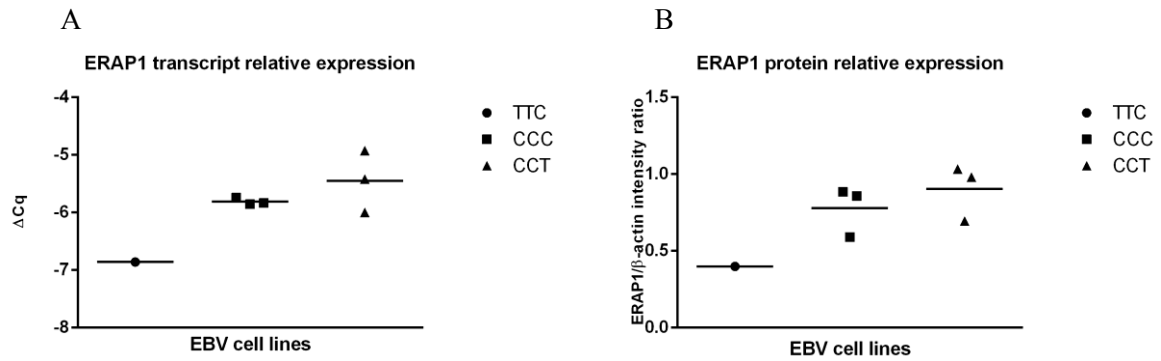 A
ERAP1 transcript relative expression
-4
-5
-6
-7
-8
ΔCq
EBV cell lines
TTC
CCC
CCT
B
ERAP1 protein relative expression
1.5
1.0
0.5
0.0
ERAP1/β-actin intensity ratio
EBV cell lines
TTC
CCC
CCT